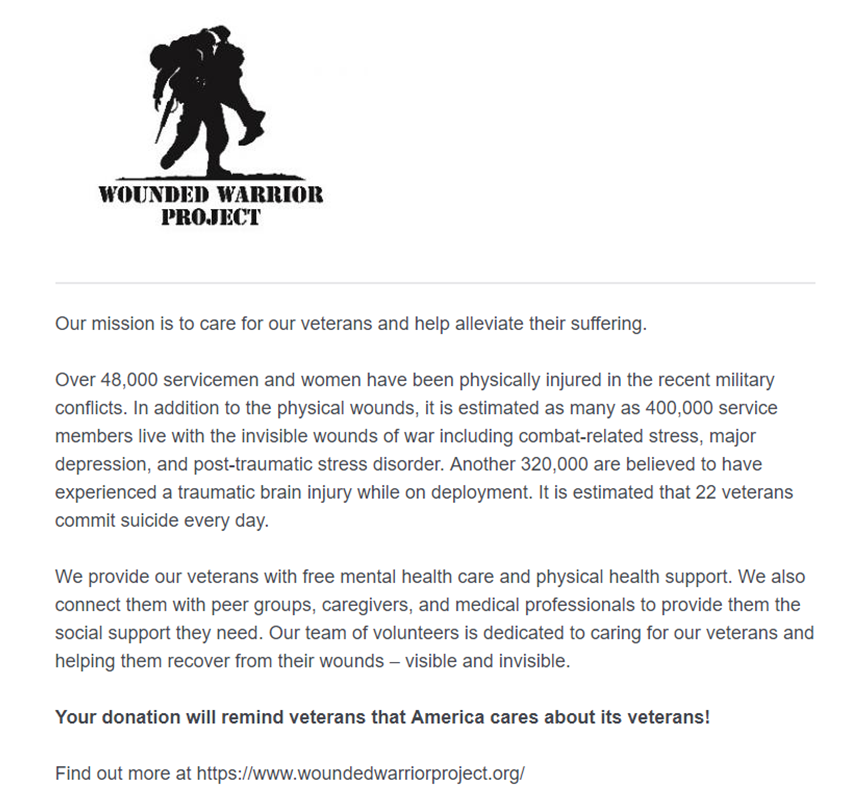 WOUNDED WARRIOR
PROJECT
Our mission is to care for our veterans and help alleviate their suffering.
Over 48,000 servicemen and women have been physically injured in the recent military
conflicts. In addition to the physical wounds, it is estimated as many as 400,000 service
members live with the invisible wounds of war including combat-related stress, major
depression, and post-traumatic stress disorder. Another 320,000 are believed to have
experienced a traumatic brain injury while on deployment. It is estimated that 22 veterans
commit suicide every day.
We provide our veterans with free mental health care and physical health support. We also
connect them with peer groups, caregivers, and medical professionals to provide them the
social support they need. Our team of volunteers is dedicated to caring for our veterans and
helping them recover from their wounds – visible and invisible.
Your donation will remind veterans that America cares about its veterans!
Find out more at https://www.woundedwarriorproject.org/